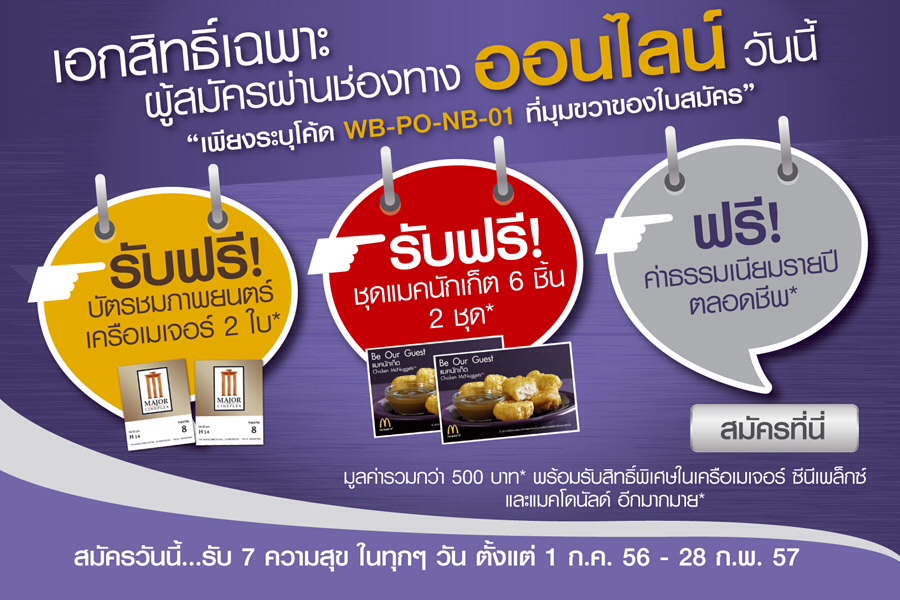 เอกสิทธิ์เฉพาะ
ผู้สมัครผ่านช่องทาง ออนไลน์ วันนี้
“เพียงระบุโค้ด WB-PO-NB-01 ที่มุมขวาของใบสมัคร”
รับฟรี!
บัตรชมภาพยนตร์
เครือเมเจอร์ 2 ใบ*
MAJOR
CINEPLEX
H 34
8
MAJOR
CINEPLEX
H 34
8
รับฟรี!
ชุดแมคนักเก็ต 6 ชิ้น
2 ชุด*
Be Our Guest
แมคนักเก็ต
Chicken McNuggets™
Be Our Guest
แมคนักเก็ต
Chicken McNuggets™
ฟรี!
ค่าธรรมเนียมรายปี
ตลอดชีพ*
สมัครที่นี่
มูลค่ารวมกว่า 500 บาท* พร้อมรับสิทธิ์พิเศษในเครือเมเจอร์ ซีนีเพล็กซ์
และแมคโดนัลด์ อีกมากมาย*
สมัครวันนี้...รับ 7 ความสุข ในทุกๆ วัน ตั้งแต่ 1 ก.ค. 56 - 28 ก.พ. 57